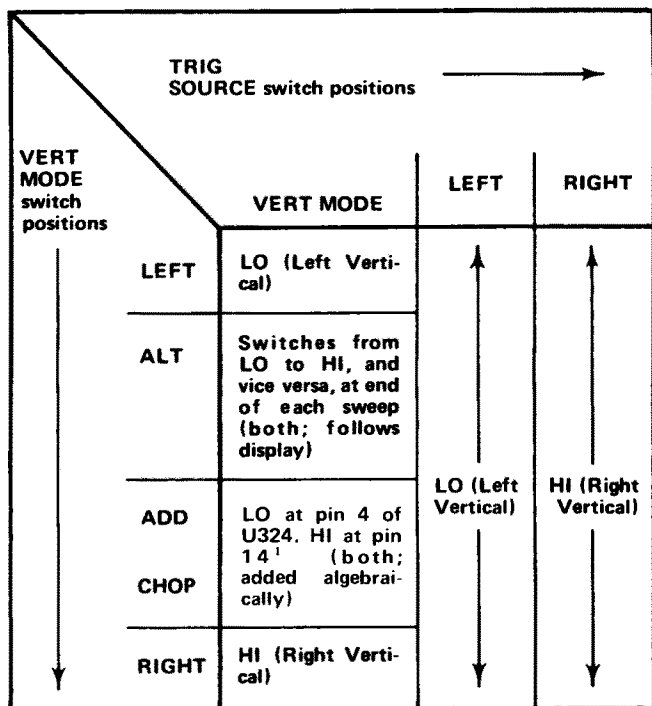 TRIG
SOURCE switch positions
VERT
MODE
switch
positions
VERT MODE
LEFT
RIGHT
LEFT
LO (Left Verti-
cal)
ALT
Switches from
LO to HI, and
vice versa, at end
of each sweep
(both; follows
display)
ADD
CHOP
LO at pin 4 of
U324. HI at pin
14¹ (both;
added algebrai-
cally)
RIGHT
HI (Right Verti-
cal)
LO (Left
Vertical)
HI (Right
Vertical)